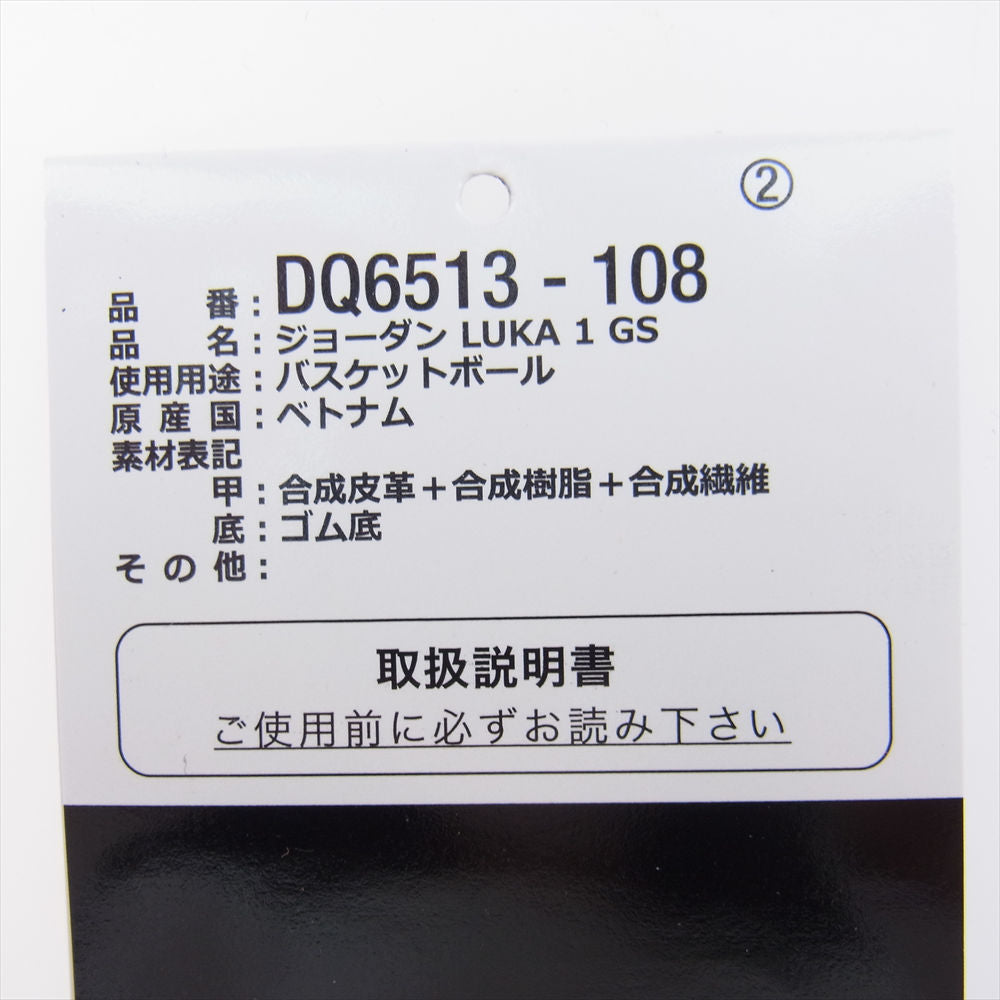 ②
品番：DQ6513 - 108
品名：ジョーダン LUKA 1 GS
使用用途：バスケットボール
原産国：ベトナム
素材表記
甲：合成皮革＋合成樹脂＋合成繊維
底：ゴム底
その他：
取扱説明書
ご使用前に必ずお読み下さい